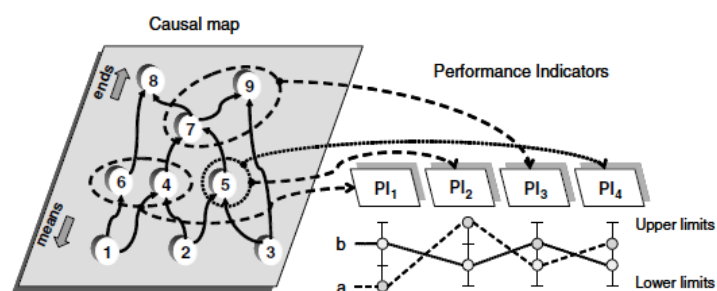 Causal map
Performance Indicators
ends
8
9
7
6
4
5
means
1
2
3
PI₁
PI₂
PI₃
PI₄
Upper limits
b
a
Lower limits